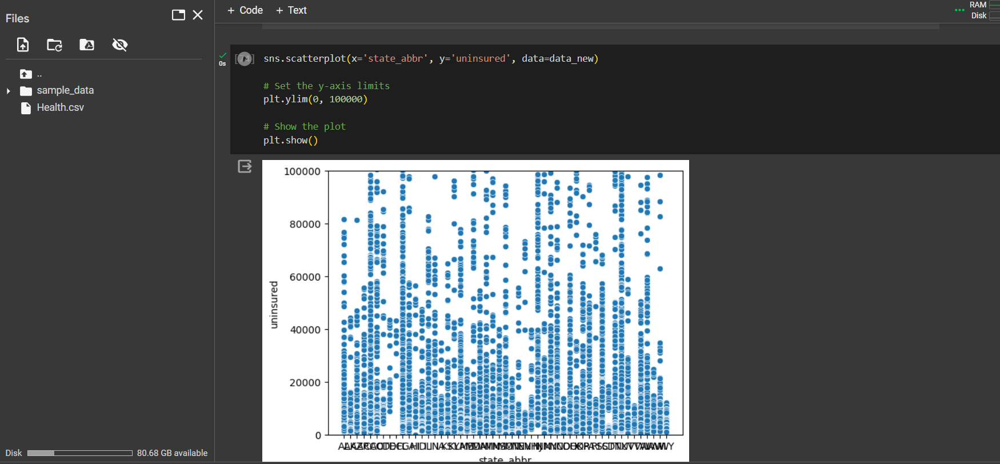 Files
+ Code + Text
RAM
Disk
..
sample_data
Health.csv
0s
sns.scatterplot(x='state_abbr', y='uninsured', data=data_new)
# Set the y-axis limits
plt.ylim(0, 100000)
# Show the plot
plt.show()
100000
80000
60000
40000
20000
0
uninsured
state_abbr
Disk
80.68 GB available